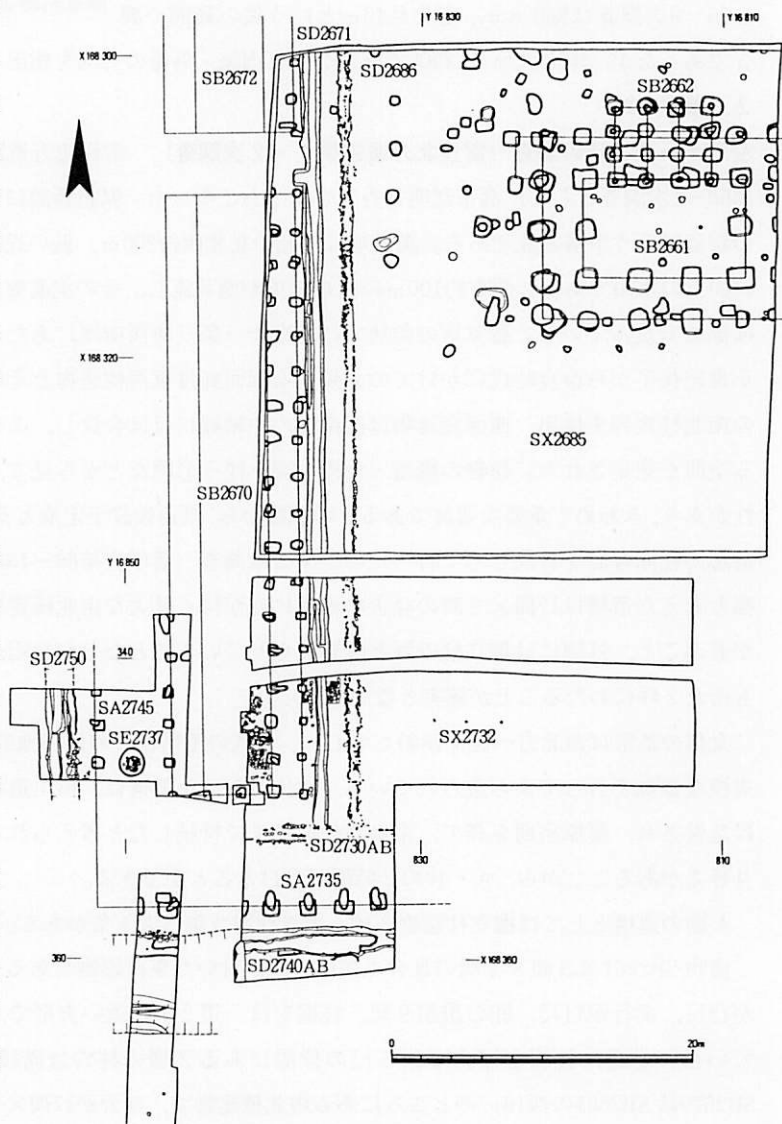 Y 16 830
Y 16 810
SD2671
X 168 300
SB2672
SD2686
SB2662
SB2661
X 168 320
SX2685
SB2670
Y 16 850
SD2750
340
SA2745
SE2737
SX2732
SD2730AB
830
810
SA2735
360
SD2740AB
X 168 360
0
20m